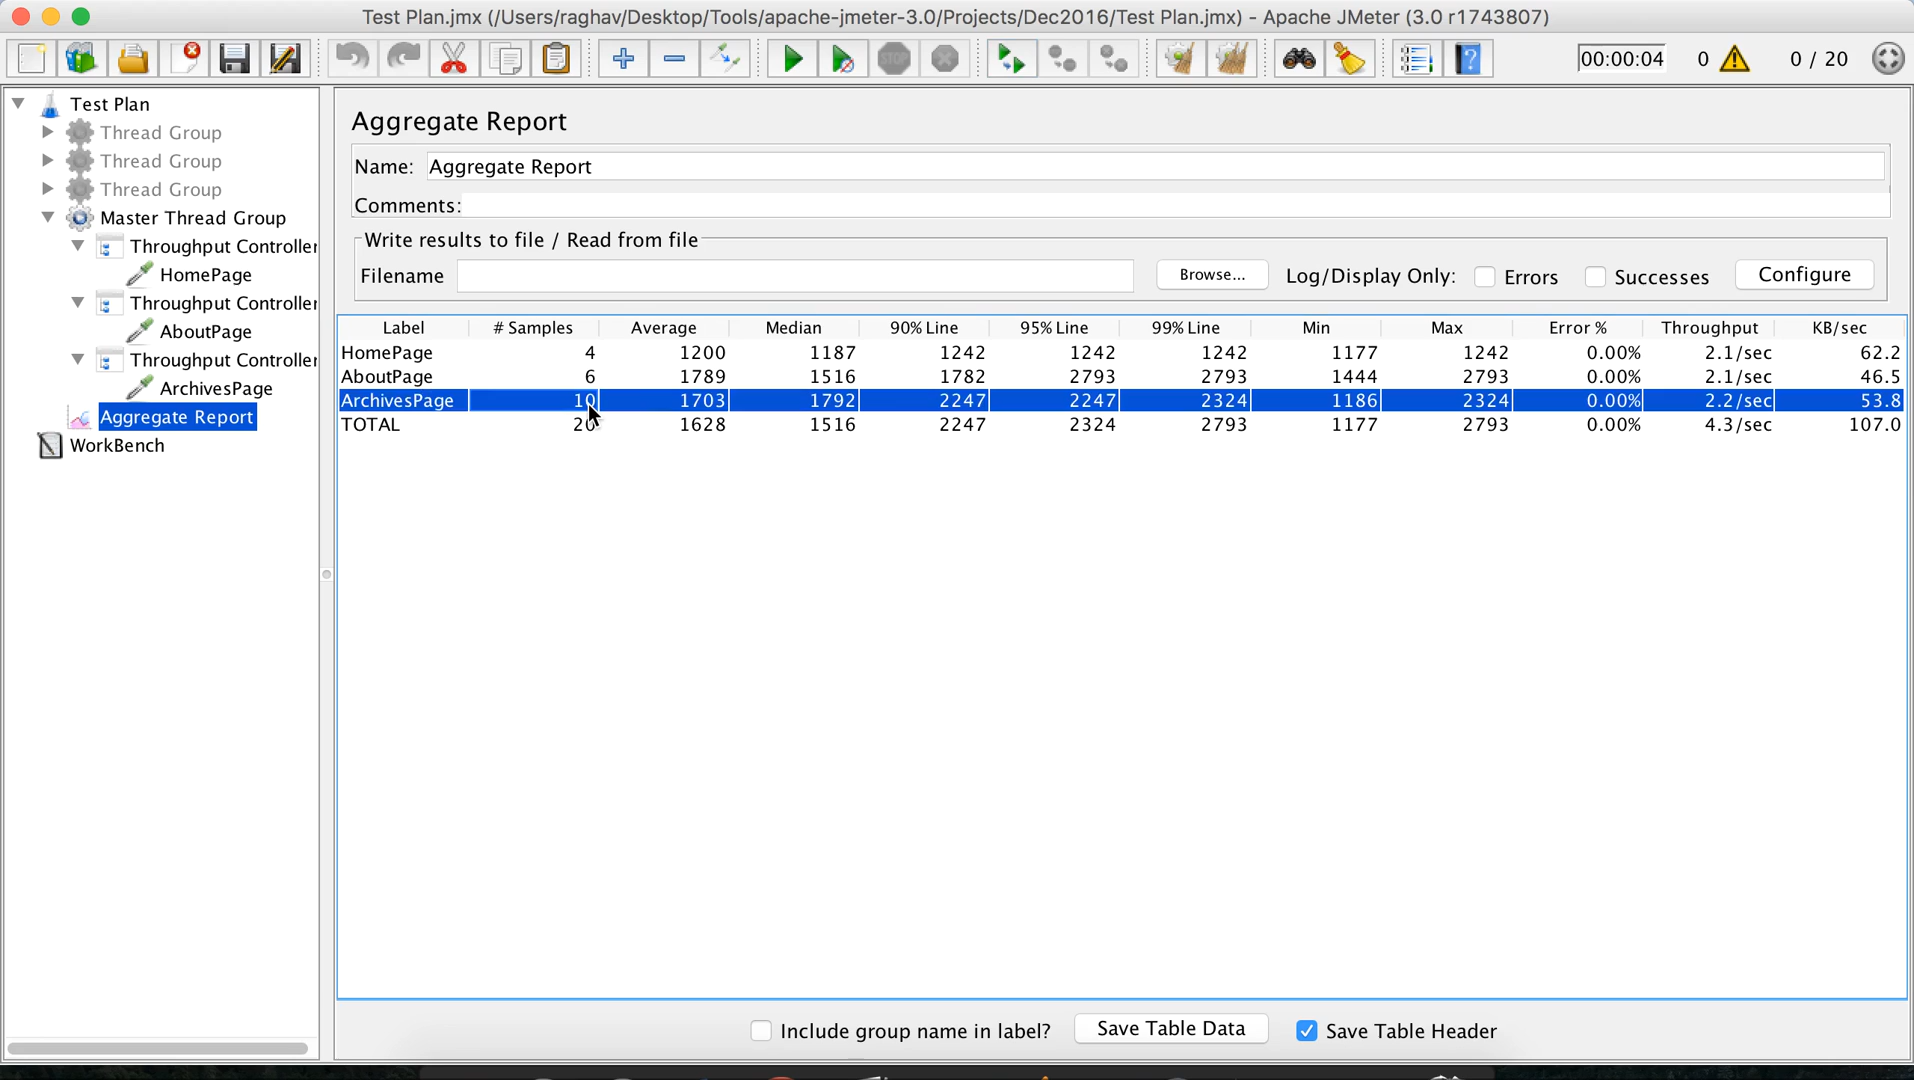 Test Plan.jmx (/Users/raghav/Desktop/Tools/apache-jmeter-3.0/Projects/Dec2016/Test Plan.jmx) - Apache JMeter (3.0 r1743807)
STOP 00:00:04 0 0 / 20
Test Plan
Thread Group
Thread Group
Thread Group
Master Thread Group
Throughput Controller
HomePage
Throughput Controller
AboutPage
Throughput Controller
ArchivesPage
Aggregate Report
WorkBench
Aggregate Report
Name: Aggregate Report
Comments:
Write results to file / Read from file
Filename Browse... Log/Display Only: Errors Successes Configure
Label # Samples Average Median 90% Line 95% Line 99% Line Min Max Error % Throughput KB/sec
HomePage 4 1200 1187 1242 1242 1242 1177 1242 0.00% 2.1/sec 62.2
AboutPage 6 1789 1516 1782 2793 2793 1444 2793 0.00% 2.1/sec 46.5
ArchivesPage 10 1703 1792 2247 2247 2324 1186 2324 0.00% 2.2/sec 53.8
TOTAL 20 1628 1516 2247 2324 2793 1177 2793 0.00% 4.3/sec 107.0
Include group name in label? Save Table Data Save Table Header